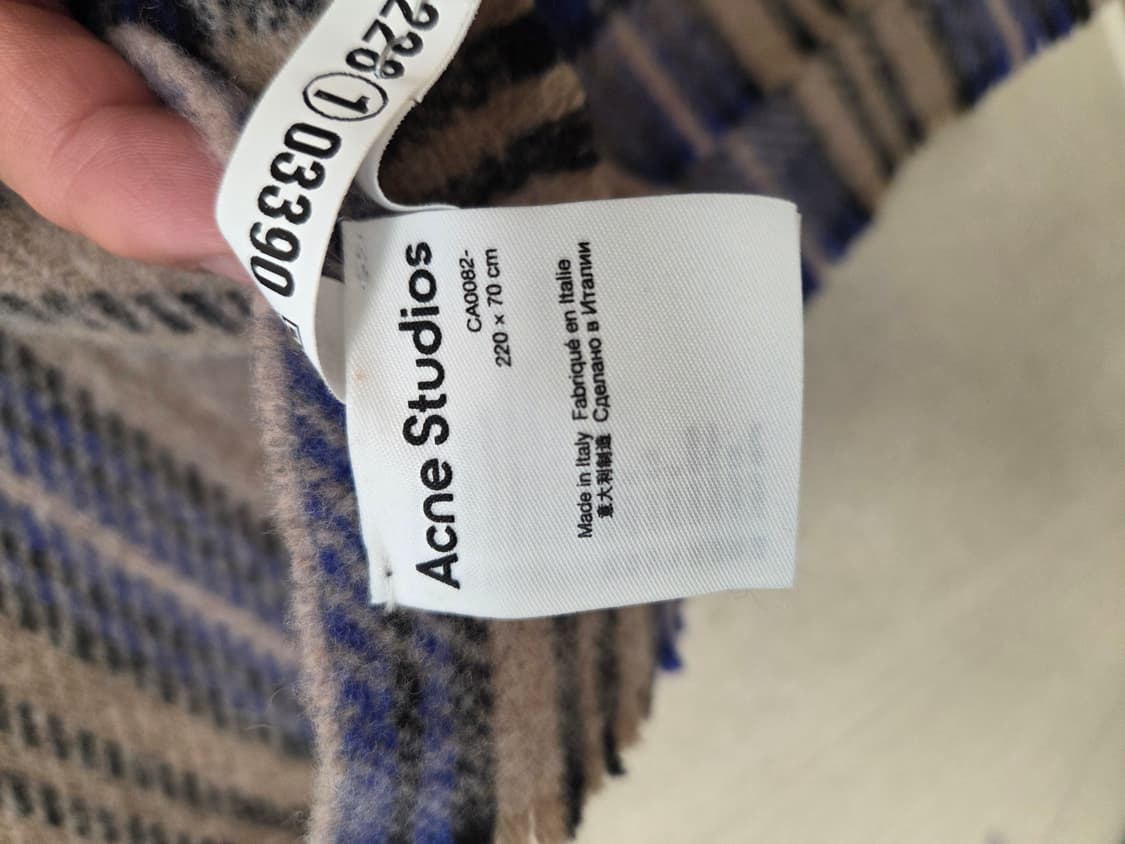 Acne Studios
CA0082-
220 × 70 cm
Made in Italy Fabriqué en Italie
意大利制造 Сделано в Италии
① 03390